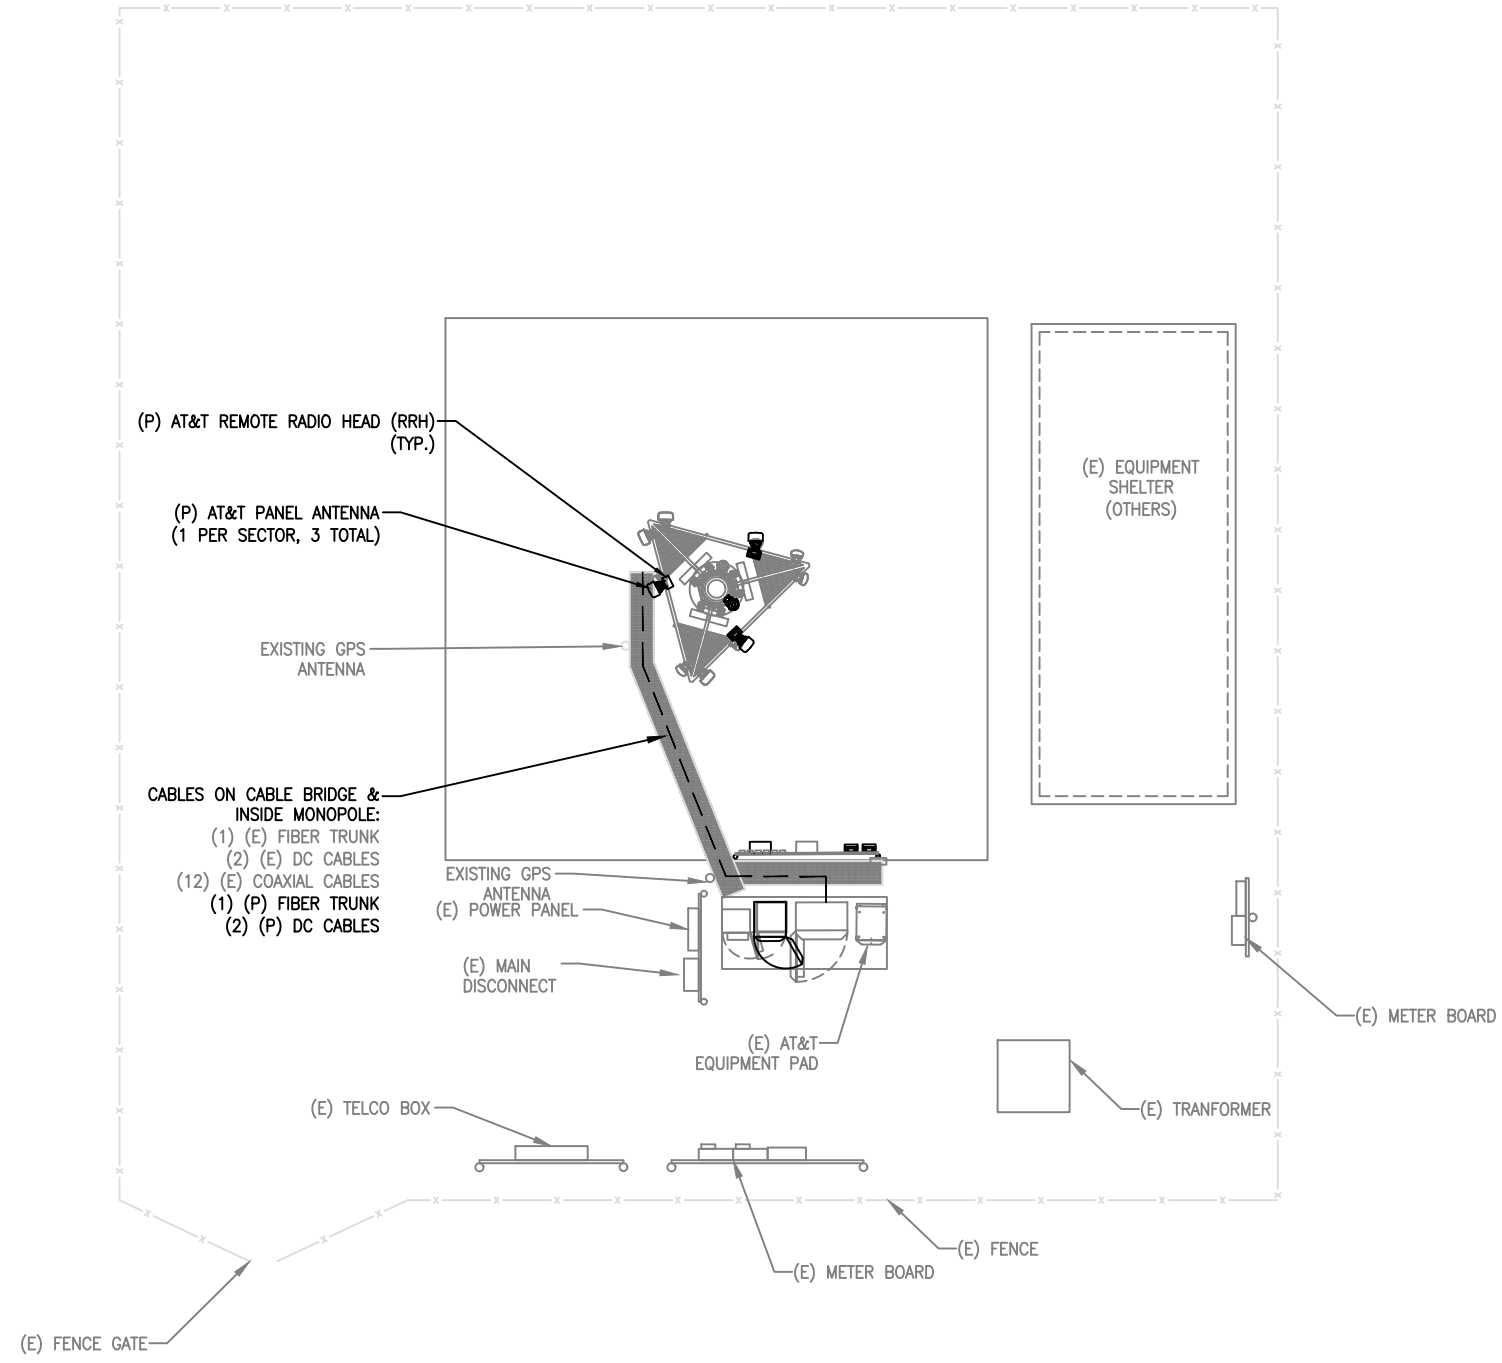 (P) AT&T REMOTE RADIO HEAD (RRH)
(TYP.)
(P) AT&T PANEL ANTENNA
(1 PER SECTOR, 3 TOTAL)
(E) EQUIPMENT
SHELTER
(OTHERS)
EXISTING GPS
ANTENNA
CABLES ON CABLE BRIDGE &
INSIDE MONOPOLE:
(1) (E) FIBER TRUNK
(2) (E) DC CABLES
(12) (E) COAXIAL CABLES
(1) (P) FIBER TRUNK
(2) (P) DC CABLES
EXISTING GPS
ANTENNA
(E) POWER PANEL
(E) MAIN
DISCONNECT
(E) METER BOARD
(E) AT&T
EQUIPMENT PAD
(E) TELCO BOX
(E) TRANFORMER
(E) FENCE
(E) METER BOARD
(E) FENCE GATE